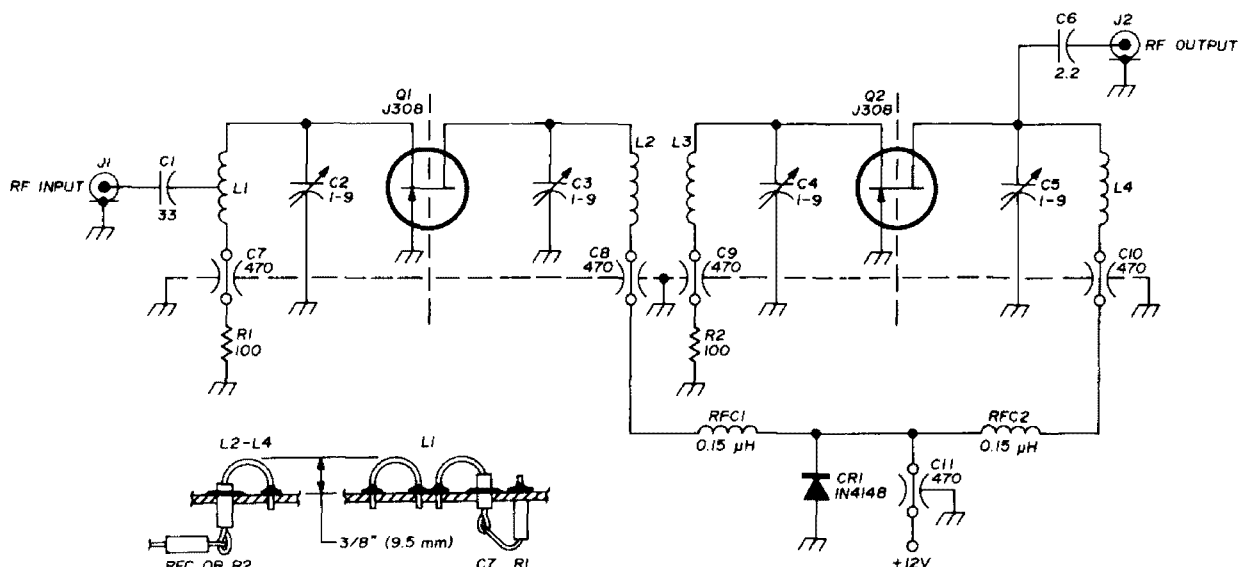 C6
J2
RF OUTPUT
2.2
Q1
J308
Q2
J308
J1
C1
RF INPUT
33
L1
C2
1-9
C3
1-9
L2
L3
C4
1-9
C5
1-9
L4
C7
470
C8
470
C9
470
C10
470
R1
100
R2
100
RFC1
0.15 µH
RFC2
0.15 µH
L2-L4
L1
CR1
1N4148
C11
470
3/8" (9.5 mm)
RFC OR R2
C7
R1
+12V